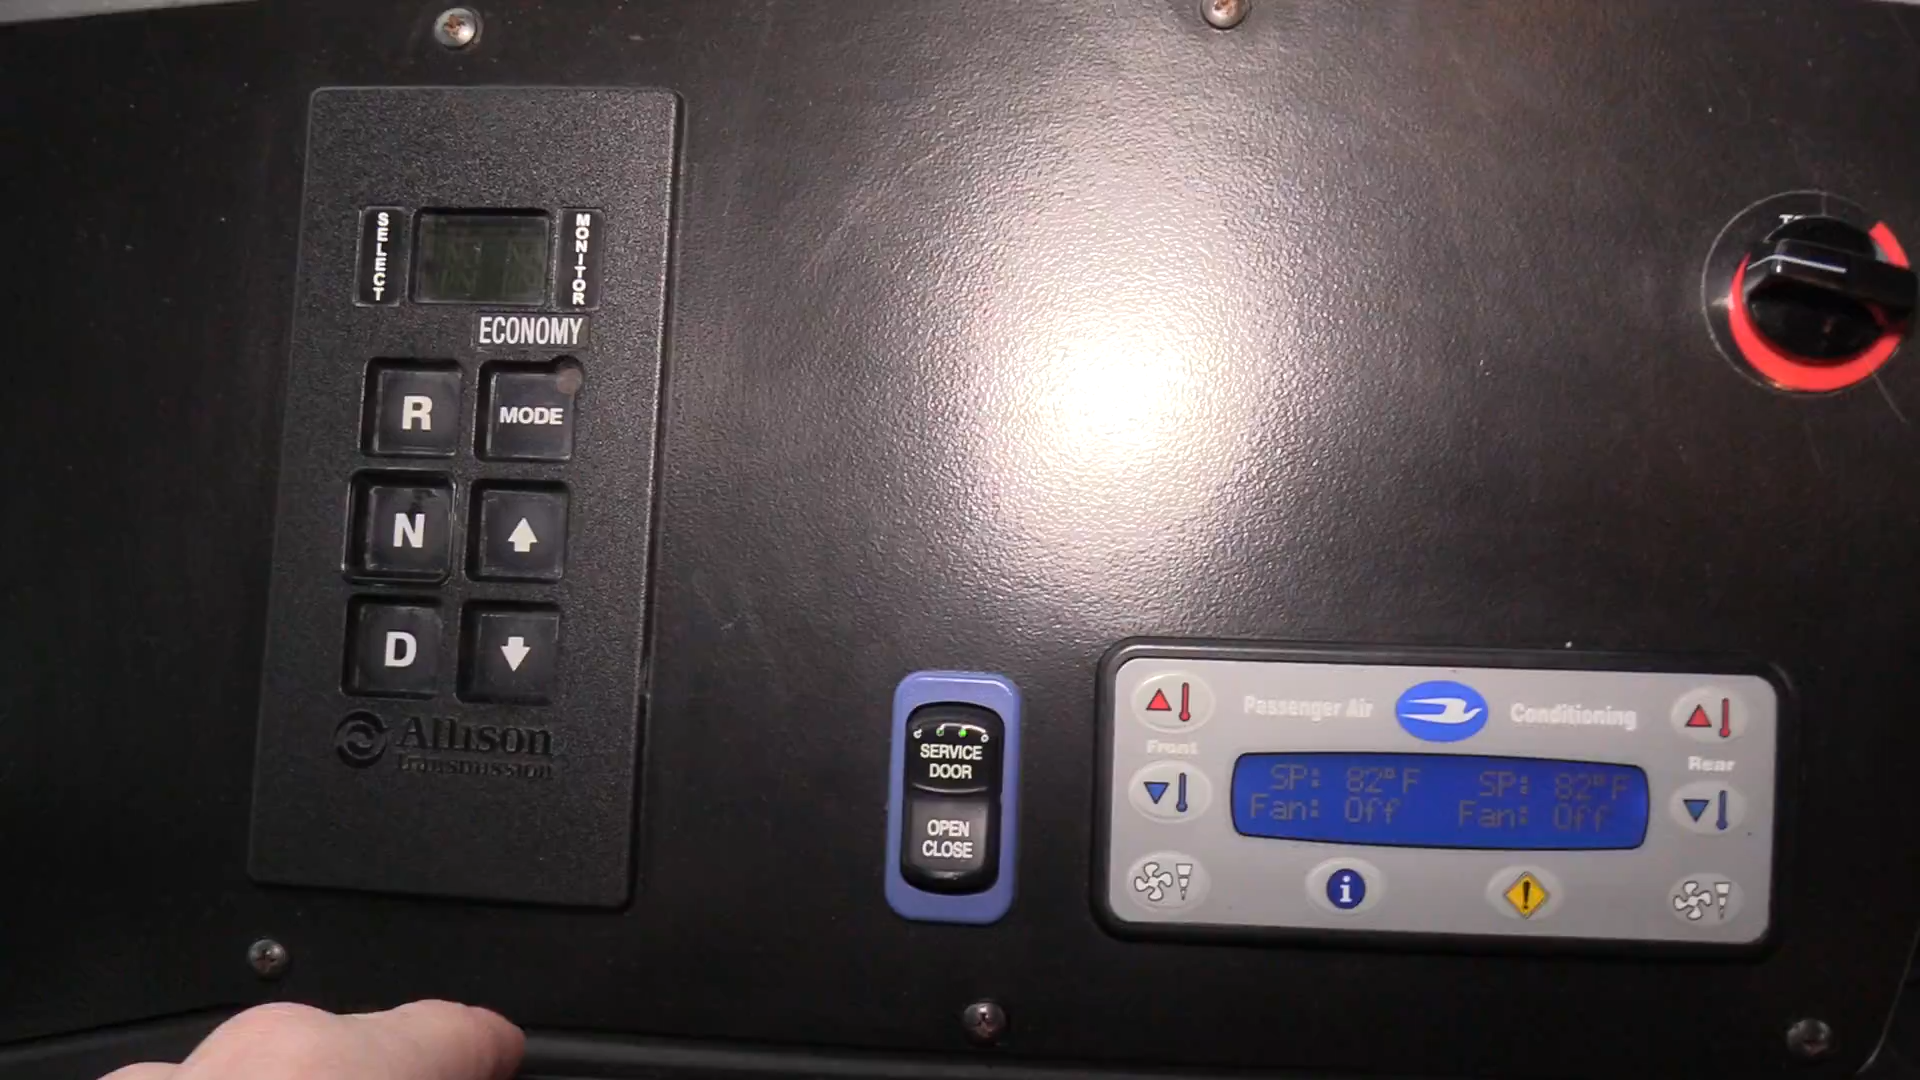 SELECT
MONITOR
ECONOMY
R
MODE
N
D
Allison
Transmission
SERVICE
DOOR
OPEN
CLOSE
Passenger Air
Conditioning
Front
Rear
SP: 82°F SP: 82°F
Fan: Off Fan: Off